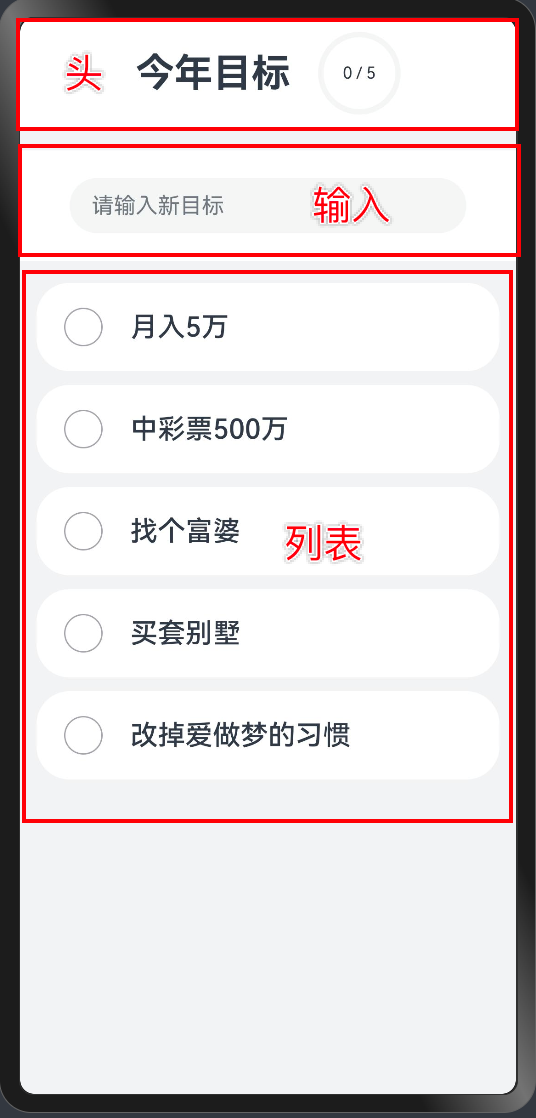 头 今年目标 0 / 5
请输入新目标 输入
月入5万
中彩票500万
找个富婆
列表
买套别墅
改掉爱做梦的习惯